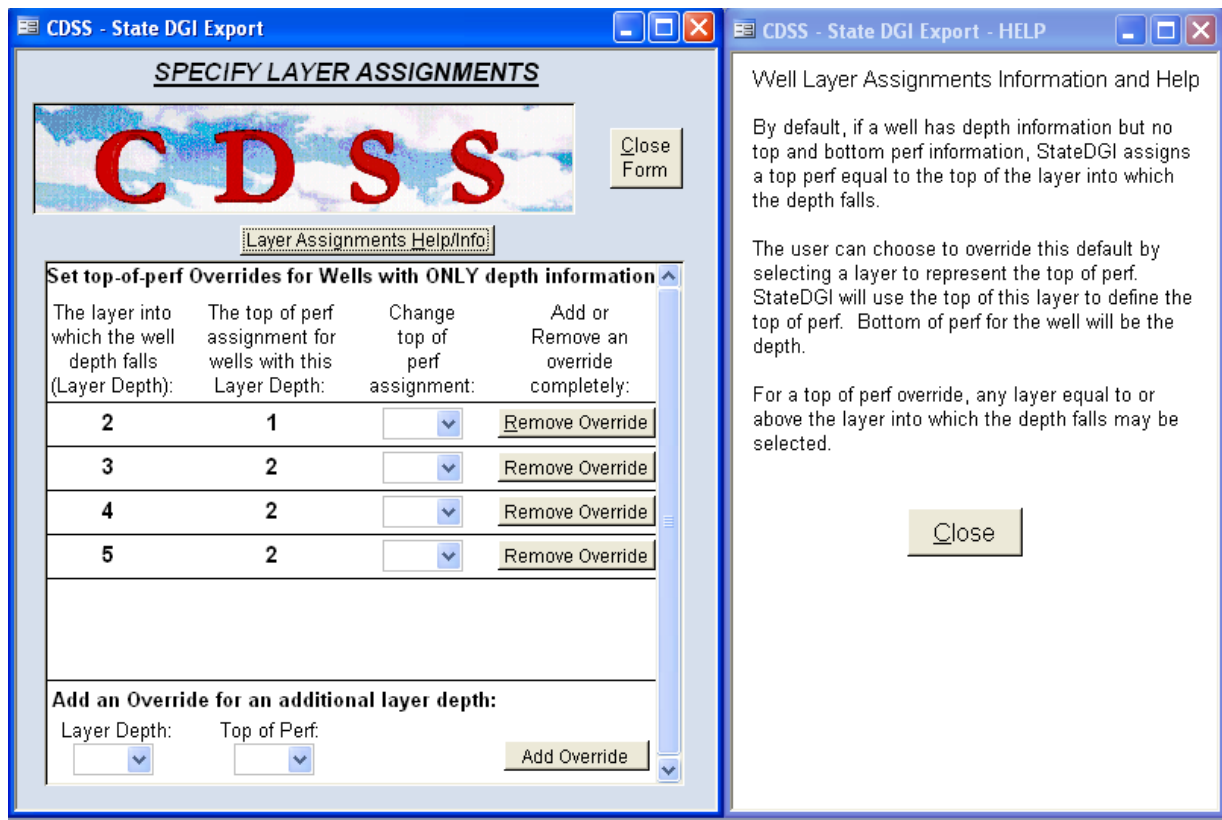 CDSS - State DGI Export
SPECIFY LAYER ASSIGNMENTS
C D S S
Close
Form
Layer Assignments Help/Info
Set top-of-perf Overrides for Wells with ONLY depth information
The layer into
which the well
depth falls
(Layer Depth):
The top of perf
assignment for
wells with this
Layer Depth:
Change
top of
perf
assignment:
Add or
Remove an
override
completely:
2 1 Remove Override
3 2 Remove Override
4 2 Remove Override
5 2 Remove Override
Add an Override for an additional layer depth:
Layer Depth: Top of Perf:
Add Override
CDSS - State DGI Export - HELP
Well Layer Assignments Information and Help
By default, if a well has depth information but no
top and bottom perf information, StateDGI assigns
a top perf equal to the top of the layer into which
the depth falls.
The user can choose to override this default by
selecting a layer to represent the top of perf.
StateDGI will use the top of this layer to define the
top of perf.  Bottom of perf for the well will be the
depth.
For a top of perf override, any layer equal to or
above the layer into which the depth falls may be
selected.
Close